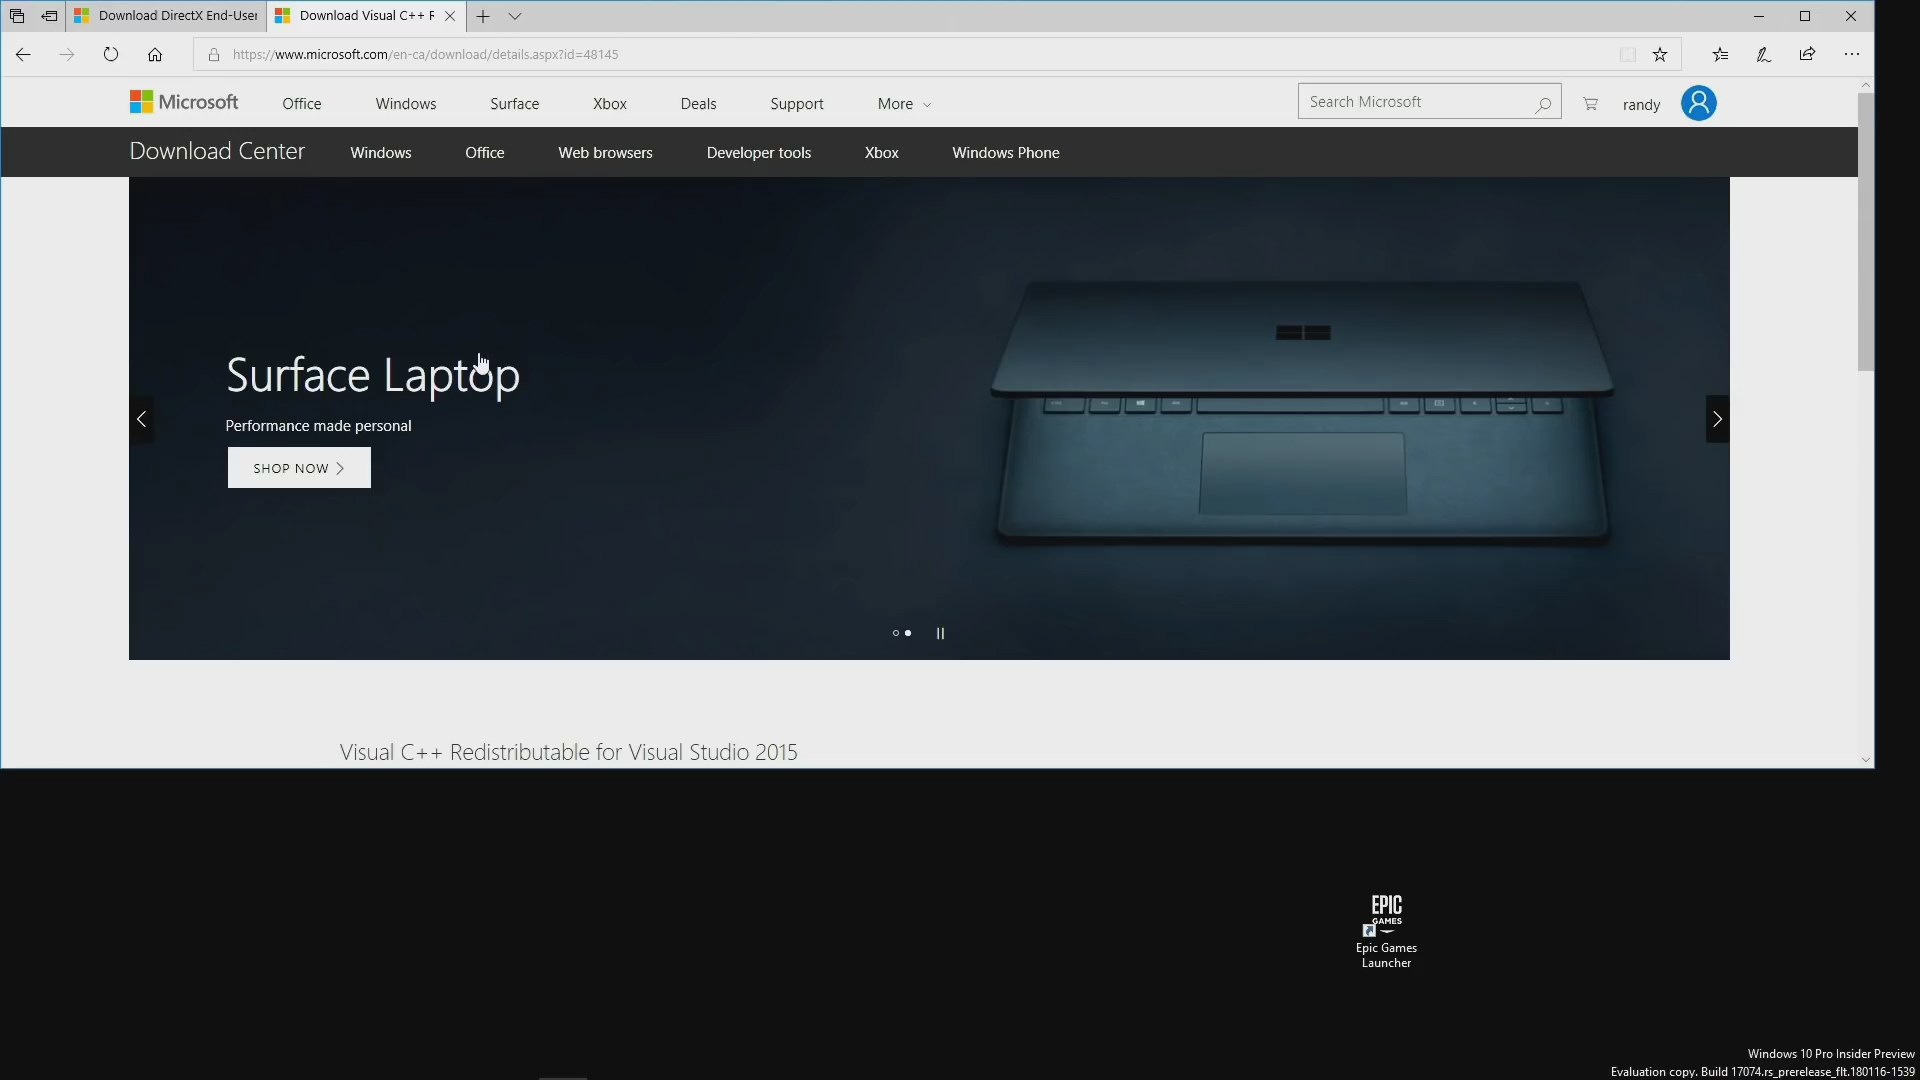 Download DirectX End-User
Download Visual C++ R
https://www.microsoft.com/en-ca/download/details.aspx?id=48145
Microsoft
Office
Windows
Surface
Xbox
Deals
Support
More
Search Microsoft
randy
Download Center
Windows
Office
Web browsers
Developer tools
Xbox
Windows Phone
Surface Laptop
Performance made personal
SHOP NOW
Visual C++ Redistributable for Visual Studio 2015
EPIC
GAMES
Epic Games
Launcher
Windows 10 Pro Insider Preview
Evaluation copy. Build 17074.rs_prerelease_flt.180116-1539